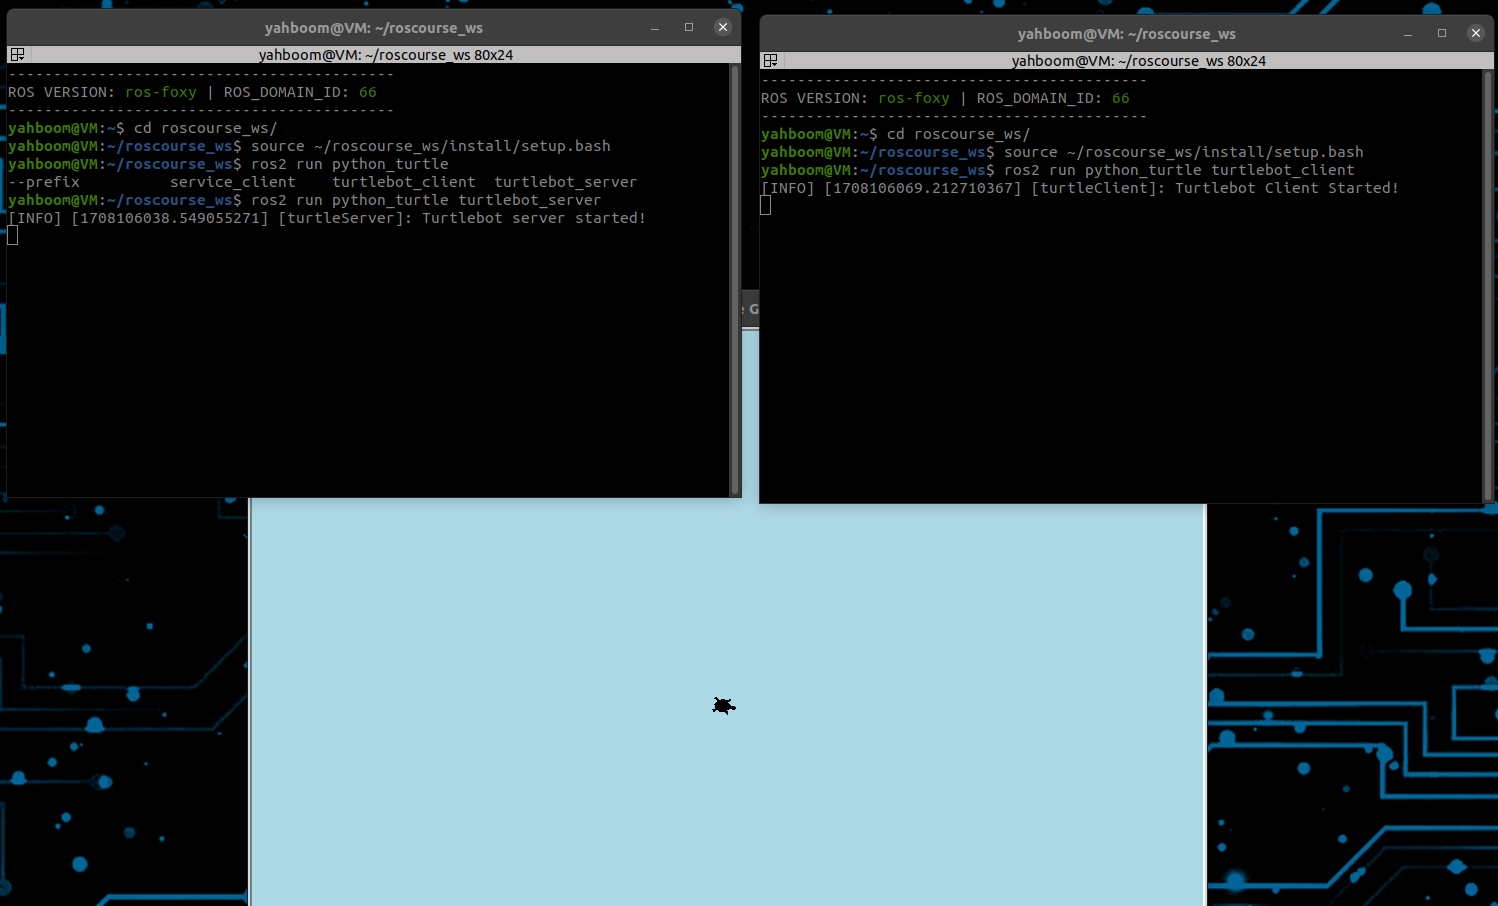 yahboom@VM: ~/roscourse_ws
yahboom@VM: ~/roscourse_ws 80x24
-------------------------------------------
ROS VERSION: ros-foxy | ROS_DOMAIN_ID: 66
-------------------------------------------
yahboom@VM:~$ cd roscourse_ws/
yahboom@VM:~/roscourse_ws$ source ~/roscourse_ws/install/setup.bash
yahboom@VM:~/roscourse_ws$ ros2 run python_turtle
--prefix          service_client    turtlebot_client  turtlebot_server
yahboom@VM:~/roscourse_ws$ ros2 run python_turtle turtlebot_server
[INFO] [1708106038.549055271] [turtleServer]: Turtlebot server started!
yahboom@VM: ~/roscourse_ws
yahboom@VM: ~/roscourse_ws 80x24
-------------------------------------------
ROS VERSION: ros-foxy | ROS_DOMAIN_ID: 66
-------------------------------------------
yahboom@VM:~$ cd roscourse_ws/
yahboom@VM:~/roscourse_ws$ source ~/roscourse_ws/install/setup.bash
yahboom@VM:~/roscourse_ws$ ros2 run python_turtle turtlebot_client
[INFO] [1708106069.212710367] [turtleClient]: Turtlebot Client Started!